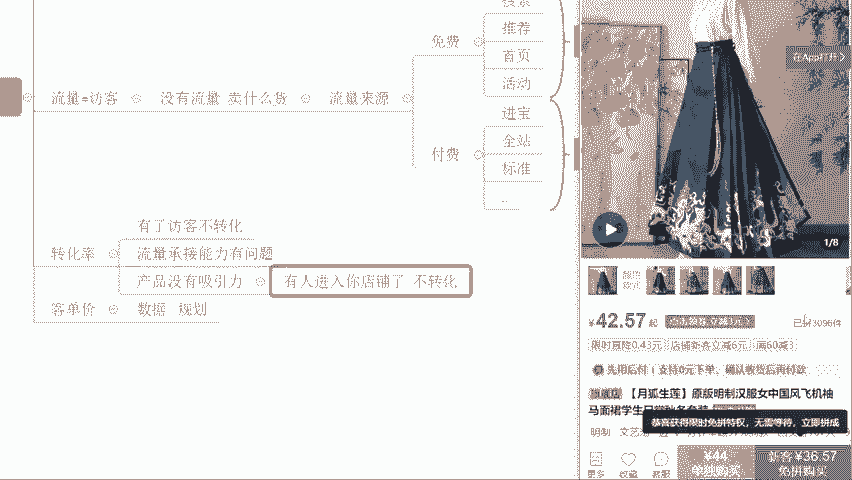 搜索
推荐
免费
首页
活动
流量=访客
没有流量 卖什么货
流量来源
进宝
全站
付费
标准
..
有了访客不转化
转化率
流量承接能力有问题
产品没有吸引力
有人进入你店铺了 不转化
客单价
数据 规划
在App打开
1/8
¥42.57起
已拼3096件
限时直降0.43元
店铺新客立减6元
满60减3
先用后付 | 支持0元下单，确认收货后再付款
【月狐生莲】原版明制汉服女中国风飞机袖
马面裙学生日常秋冬套装
恭喜获得限时免拼特权，无需等待，立即拼成
明制
更多
收藏
客服
¥44
单独购买
新客 ¥36.57
免拼购买